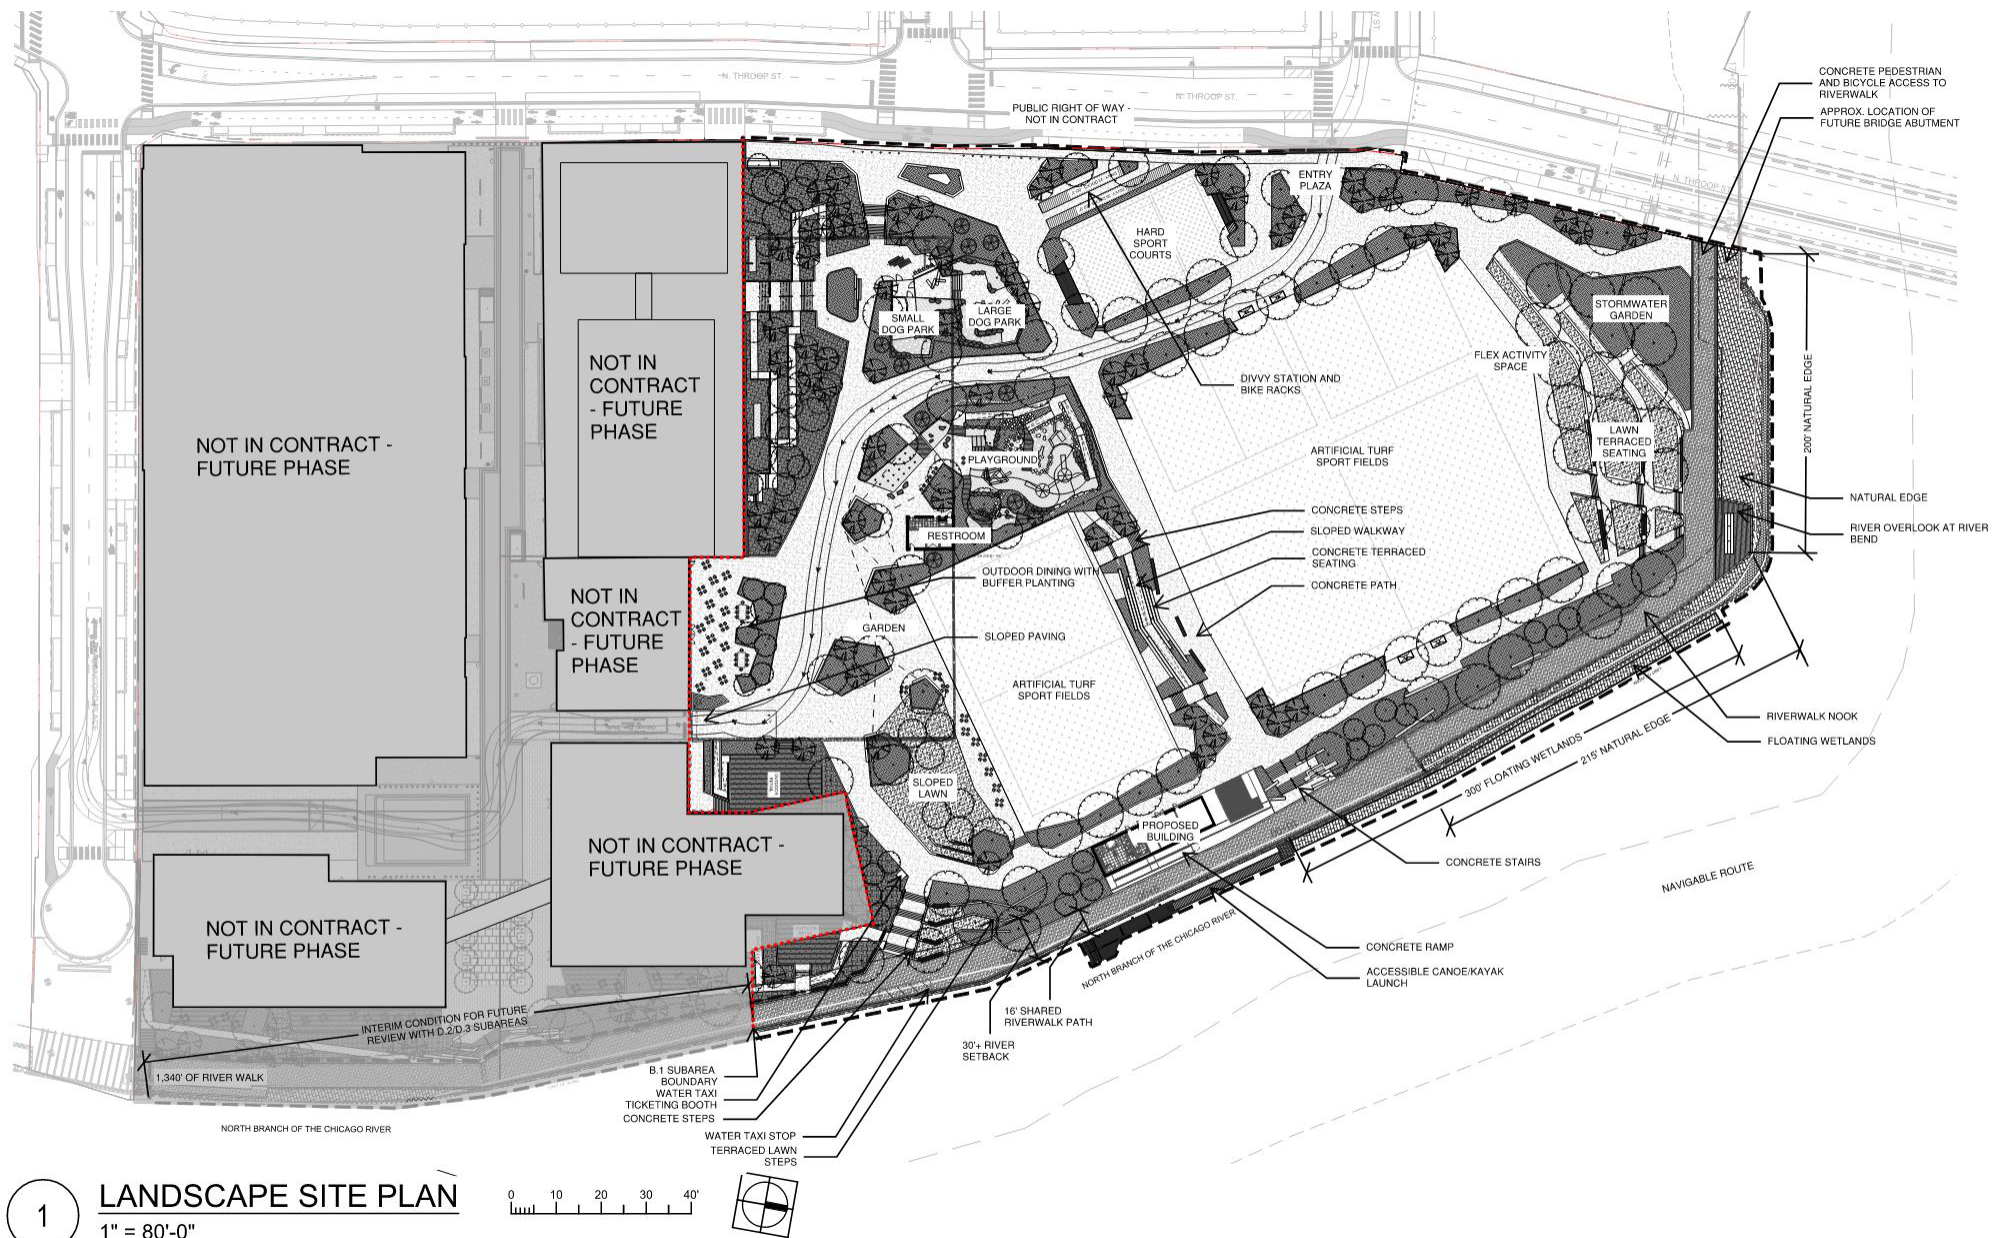 CONCRETE PEDESTRIAN
AND BICYCLE ACCESS TO
RIVERWALK
N. THROOP ST.
N. THROOP ST.
PUBLIC RIGHT OF WAY -
NOT IN CONTRACT
APPROX. LOCATION OF
FUTURE BRIDGE ABUTMENT
ENTRY
PLAZA
N. THROOP ST.
HARD
SPORT
COURTS
STORMWATER
GARDEN
SMALL
DOG PARK
LARGE
DOG PARK
FLEX ACTIVITY
SPACE
DIVVY STATION AND
BIKE RACKS
200' NATURAL EDGE
NOT IN
CONTRACT
- FUTURE
PHASE
NOT IN CONTRACT -
FUTURE PHASE
LAWN
TERRACED
SEATING
ARTIFICIAL TURF
SPORT FIELDS
PLAYGROUND
NATURAL EDGE
CONCRETE STEPS
RIVER OVERLOOK AT RIVER
BEND
SLOPED WALKWAY
RESTROOM
CONCRETE TERRACED
SEATING
OUTDOOR DINING WITH
BUFFER PLANTING
CONCRETE PATH
NOT IN
CONTRACT
- FUTURE
PHASE
GARDEN
SLOPED PAVING
ARTIFICIAL TURF
SPORT FIELDS
RIVERWALK NOOK
FLOATING WETLANDS
215' NATURAL EDGE
300' FLOATING WETLANDS
SLOPED
LAWN
PROPOSED
BUILDING
NOT IN CONTRACT -
FUTURE PHASE
CONCRETE STAIRS
NAVIGABLE ROUTE
NOT IN CONTRACT -
FUTURE PHASE
CONCRETE RAMP
NORTH BRANCH OF THE CHICAGO RIVER
ACCESSIBLE CANOE/KAYAK
LAUNCH
INTERIM CONDITION FOR FUTURE
REVIEW WITH D.2/D.3 SUBAREAS
16' SHARED
RIVERWALK PATH
30'+ RIVER
SETBACK
1,340' OF RIVER WALK
B.1 SUBAREA
BOUNDARY
WATER TAXI
TICKETING BOOTH
CONCRETE STEPS
NORTH BRANCH OF THE CHICAGO RIVER
WATER TAXI STOP
TERRACED LAWN
STEPS
1
LANDSCAPE SITE PLAN
1" = 80'-0"
0 10 20 30 40'